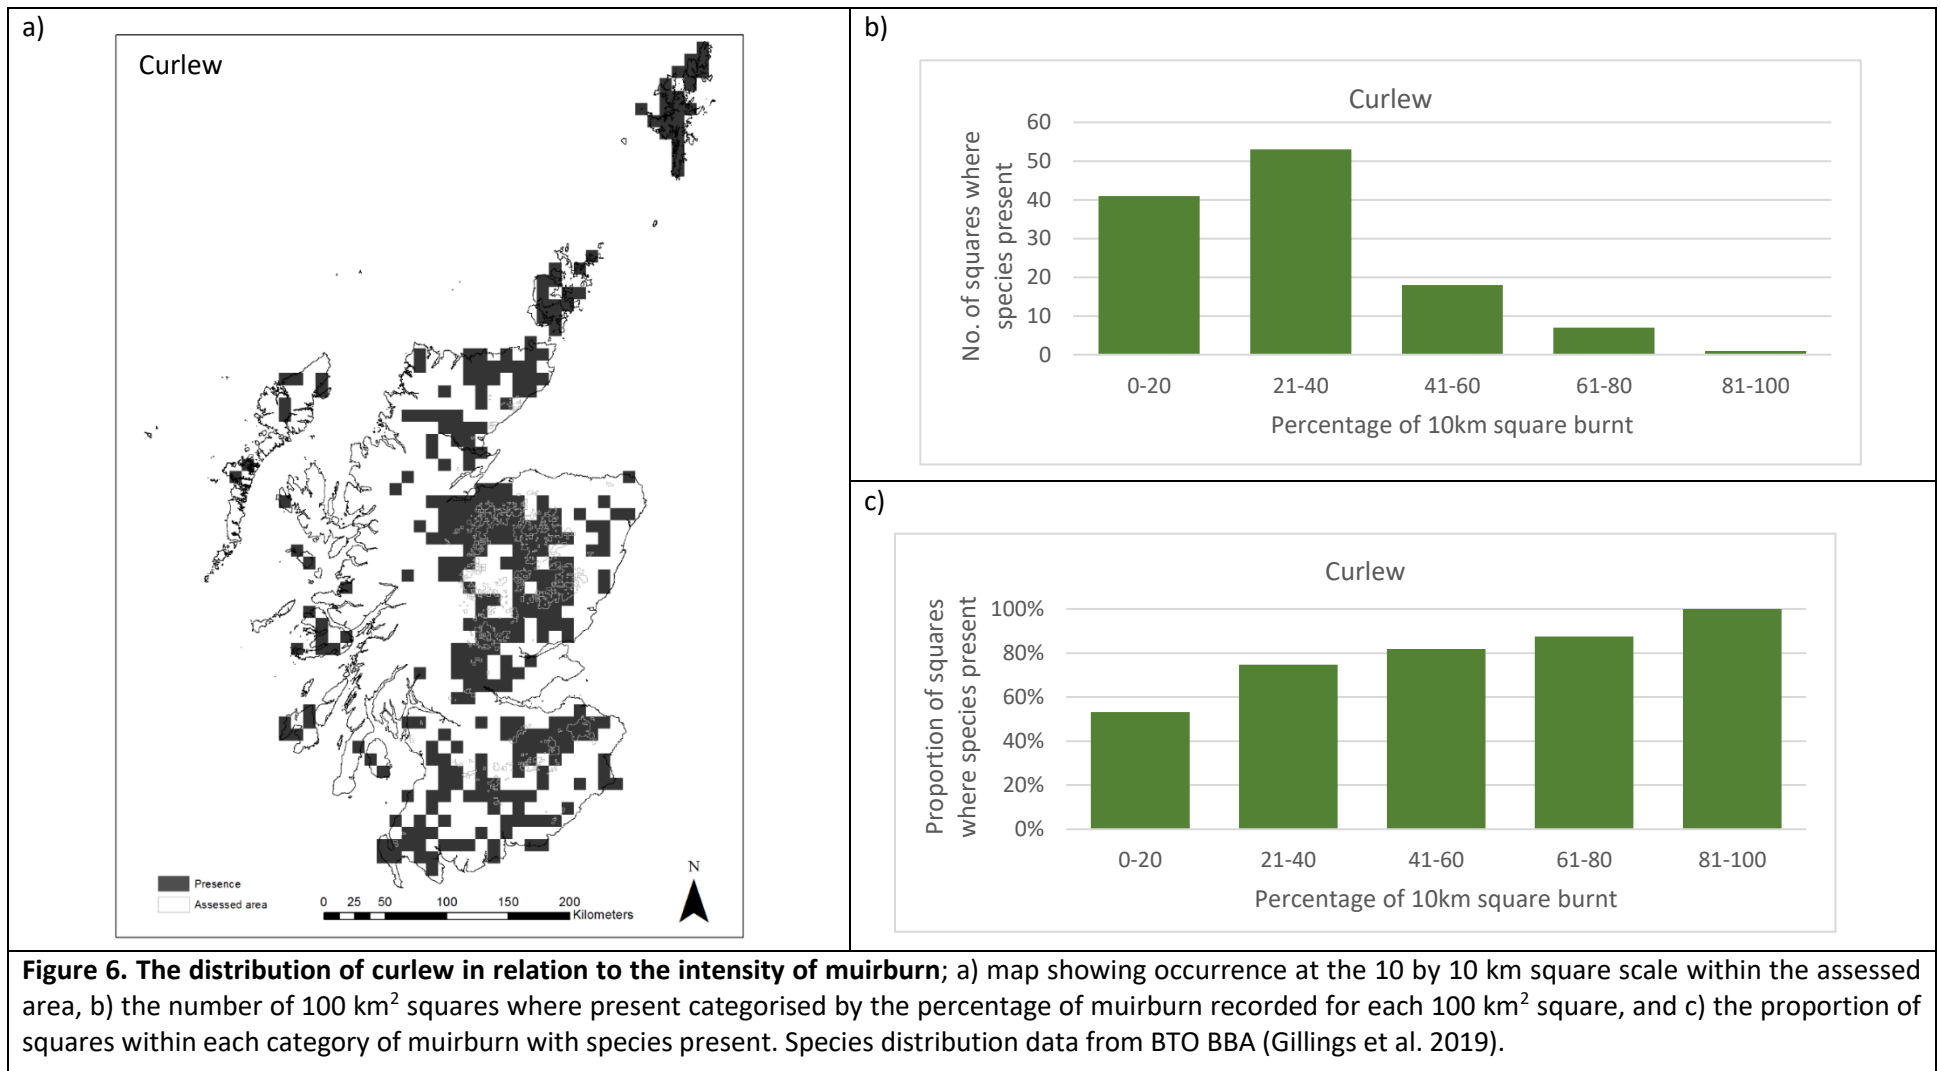 a)
Curlew
N
Presence
Assessed area
0 25 50 100 150 200
Kilometers
b)
Curlew
No. of squares where
species present
60
50
40
30
20
10
0
0-20 21-40 41-60 61-80 81-100
Percentage of 10km square burnt
c)
Curlew
Proportion of squares
where species present
100%
80%
60%
40%
20%
0%
0-20 21-40 41-60 61-80 81-100
Percentage of 10km square burnt
Figure 6. The distribution of curlew in relation to the intensity of muirburn; a) map showing occurrence at the 10 by 10 km square scale within the assessed
area, b) the number of 100 km² squares where present categorised by the percentage of muirburn recorded for each 100 km² square, and c) the proportion of
squares within each category of muirburn with species present. Species distribution data from BTO BBA (Gillings et al. 2019).